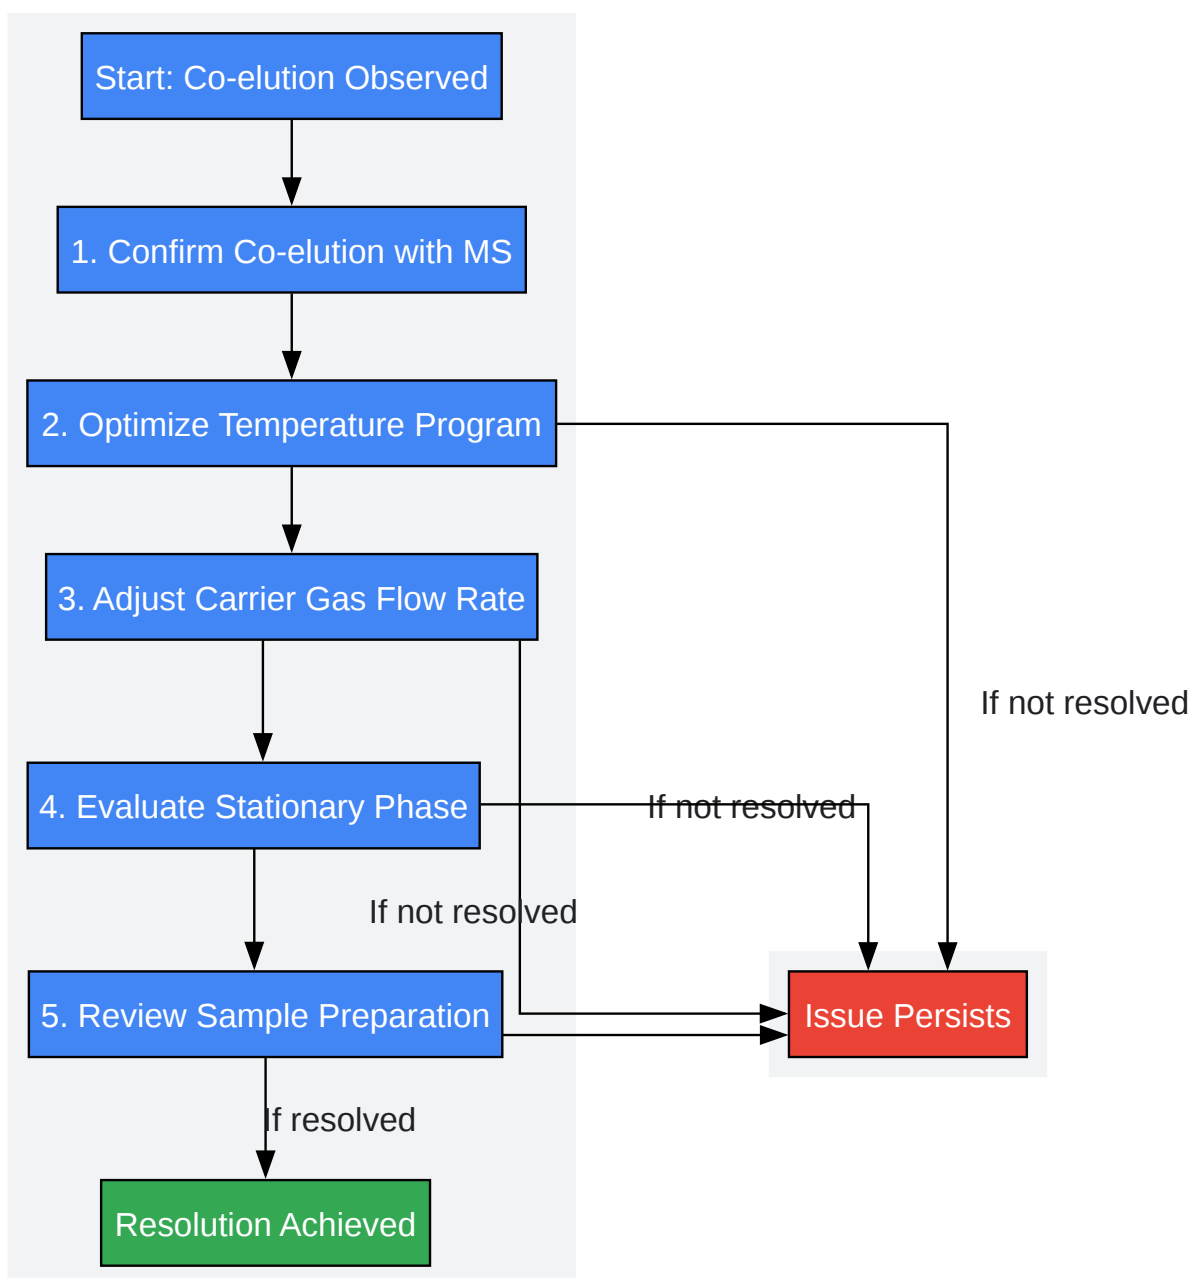 Start: Co-elution Observed
1. Confirm Co-elution with MS
2. Optimize Temperature Program
3. Adjust Carrier Gas Flow Rate
If not resolved
4. Evaluate Stationary Phase
If not resolved
If not resolved
5. Review Sample Preparation
Issue Persists
If resolved
Resolution Achieved